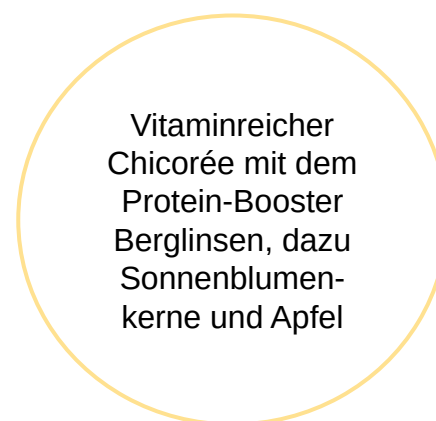 Vitaminreicher
Chicorée mit dem
Protein-Booster
Berglinsen, dazu
Sonnenblumen-
kerne und Apfel